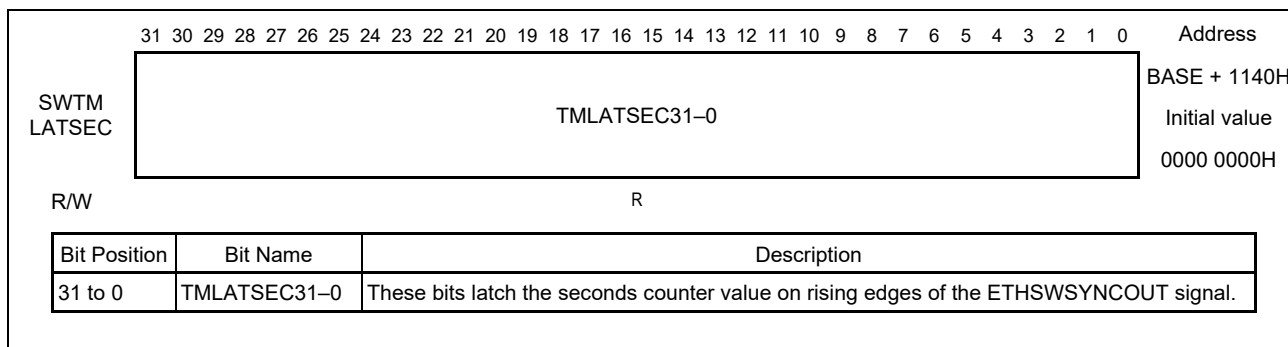 31 30 29 28 27 26 25 24 23 22 21 20 19 18 17 16 15 14 13 12 11 10 9 8 7 6 5 4 3 2 1 0 Address
BASE + 1140H
SWTM
LATSEC
TMLATSEC31–0
Initial value
0000 0000H
R/W R
Bit Position Bit Name Description
31 to 0 TMLATSEC31–0 These bits latch the seconds counter value on rising edges of the ETHSWSYNCOUT signal.